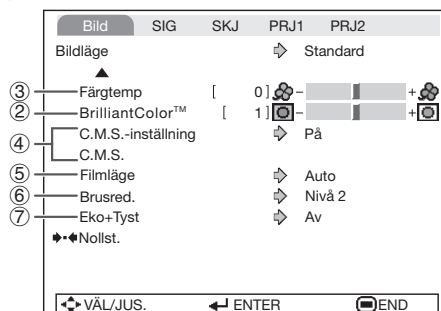 Bild SIG SKJ PRJ1 PRJ2
Bildläge Standard
③ Färgtemp [ 0] - +
② BrilliantColor™ [ 1] - +
④ C.M.S.-inställning På
C.M.S.
⑤ Filmläge Auto
⑥ Brusred. Nivå 2
⑦ Eko+Tyst Av
Nollst.
VÄL/JUS. ENTER END